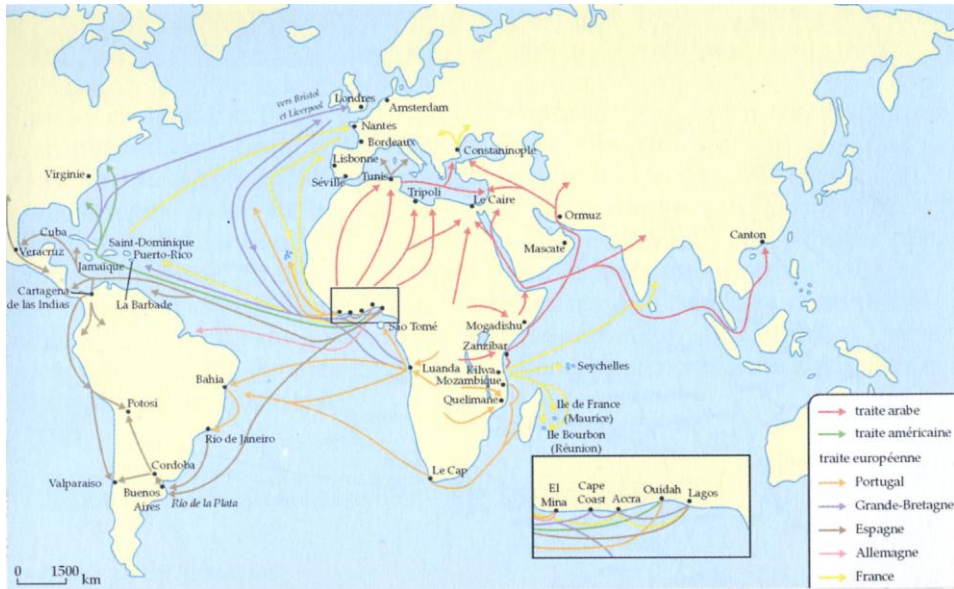 vers Bristol
et Liverpool
Londres
Amsterdam
Nantes
Bordeaux
Constaninople
Lisbonne
Séville
Tunis
Tripoli
Le Caire
Virginie
Ormuz
Mascate
Canton
Cuba
Veracruz
Saint-Dominique
Puerto-Rico
Jamaïque
Cartagena
de las Indias
La Barbade
Sao Tomé
Mogadishu
Zanzibar
Luanda
Kilwa
Mozambique
Quelimane
Seychelles
Bahia
Ile de France
(Maurice)
Potosi
Rio de Janeiro
Ile Bourbon
(Réunion)
Le Cap
Cordoba
Valparaiso
Buenos
Aires
Río de la Plata
El
Mina
Cape
Coast
Accra
Ouidah
Lagos
traite arabe
traite américaine
traite européenne
Portugal
Grande-Bretagne
Espagne
Allemagne
France
0 1500
km